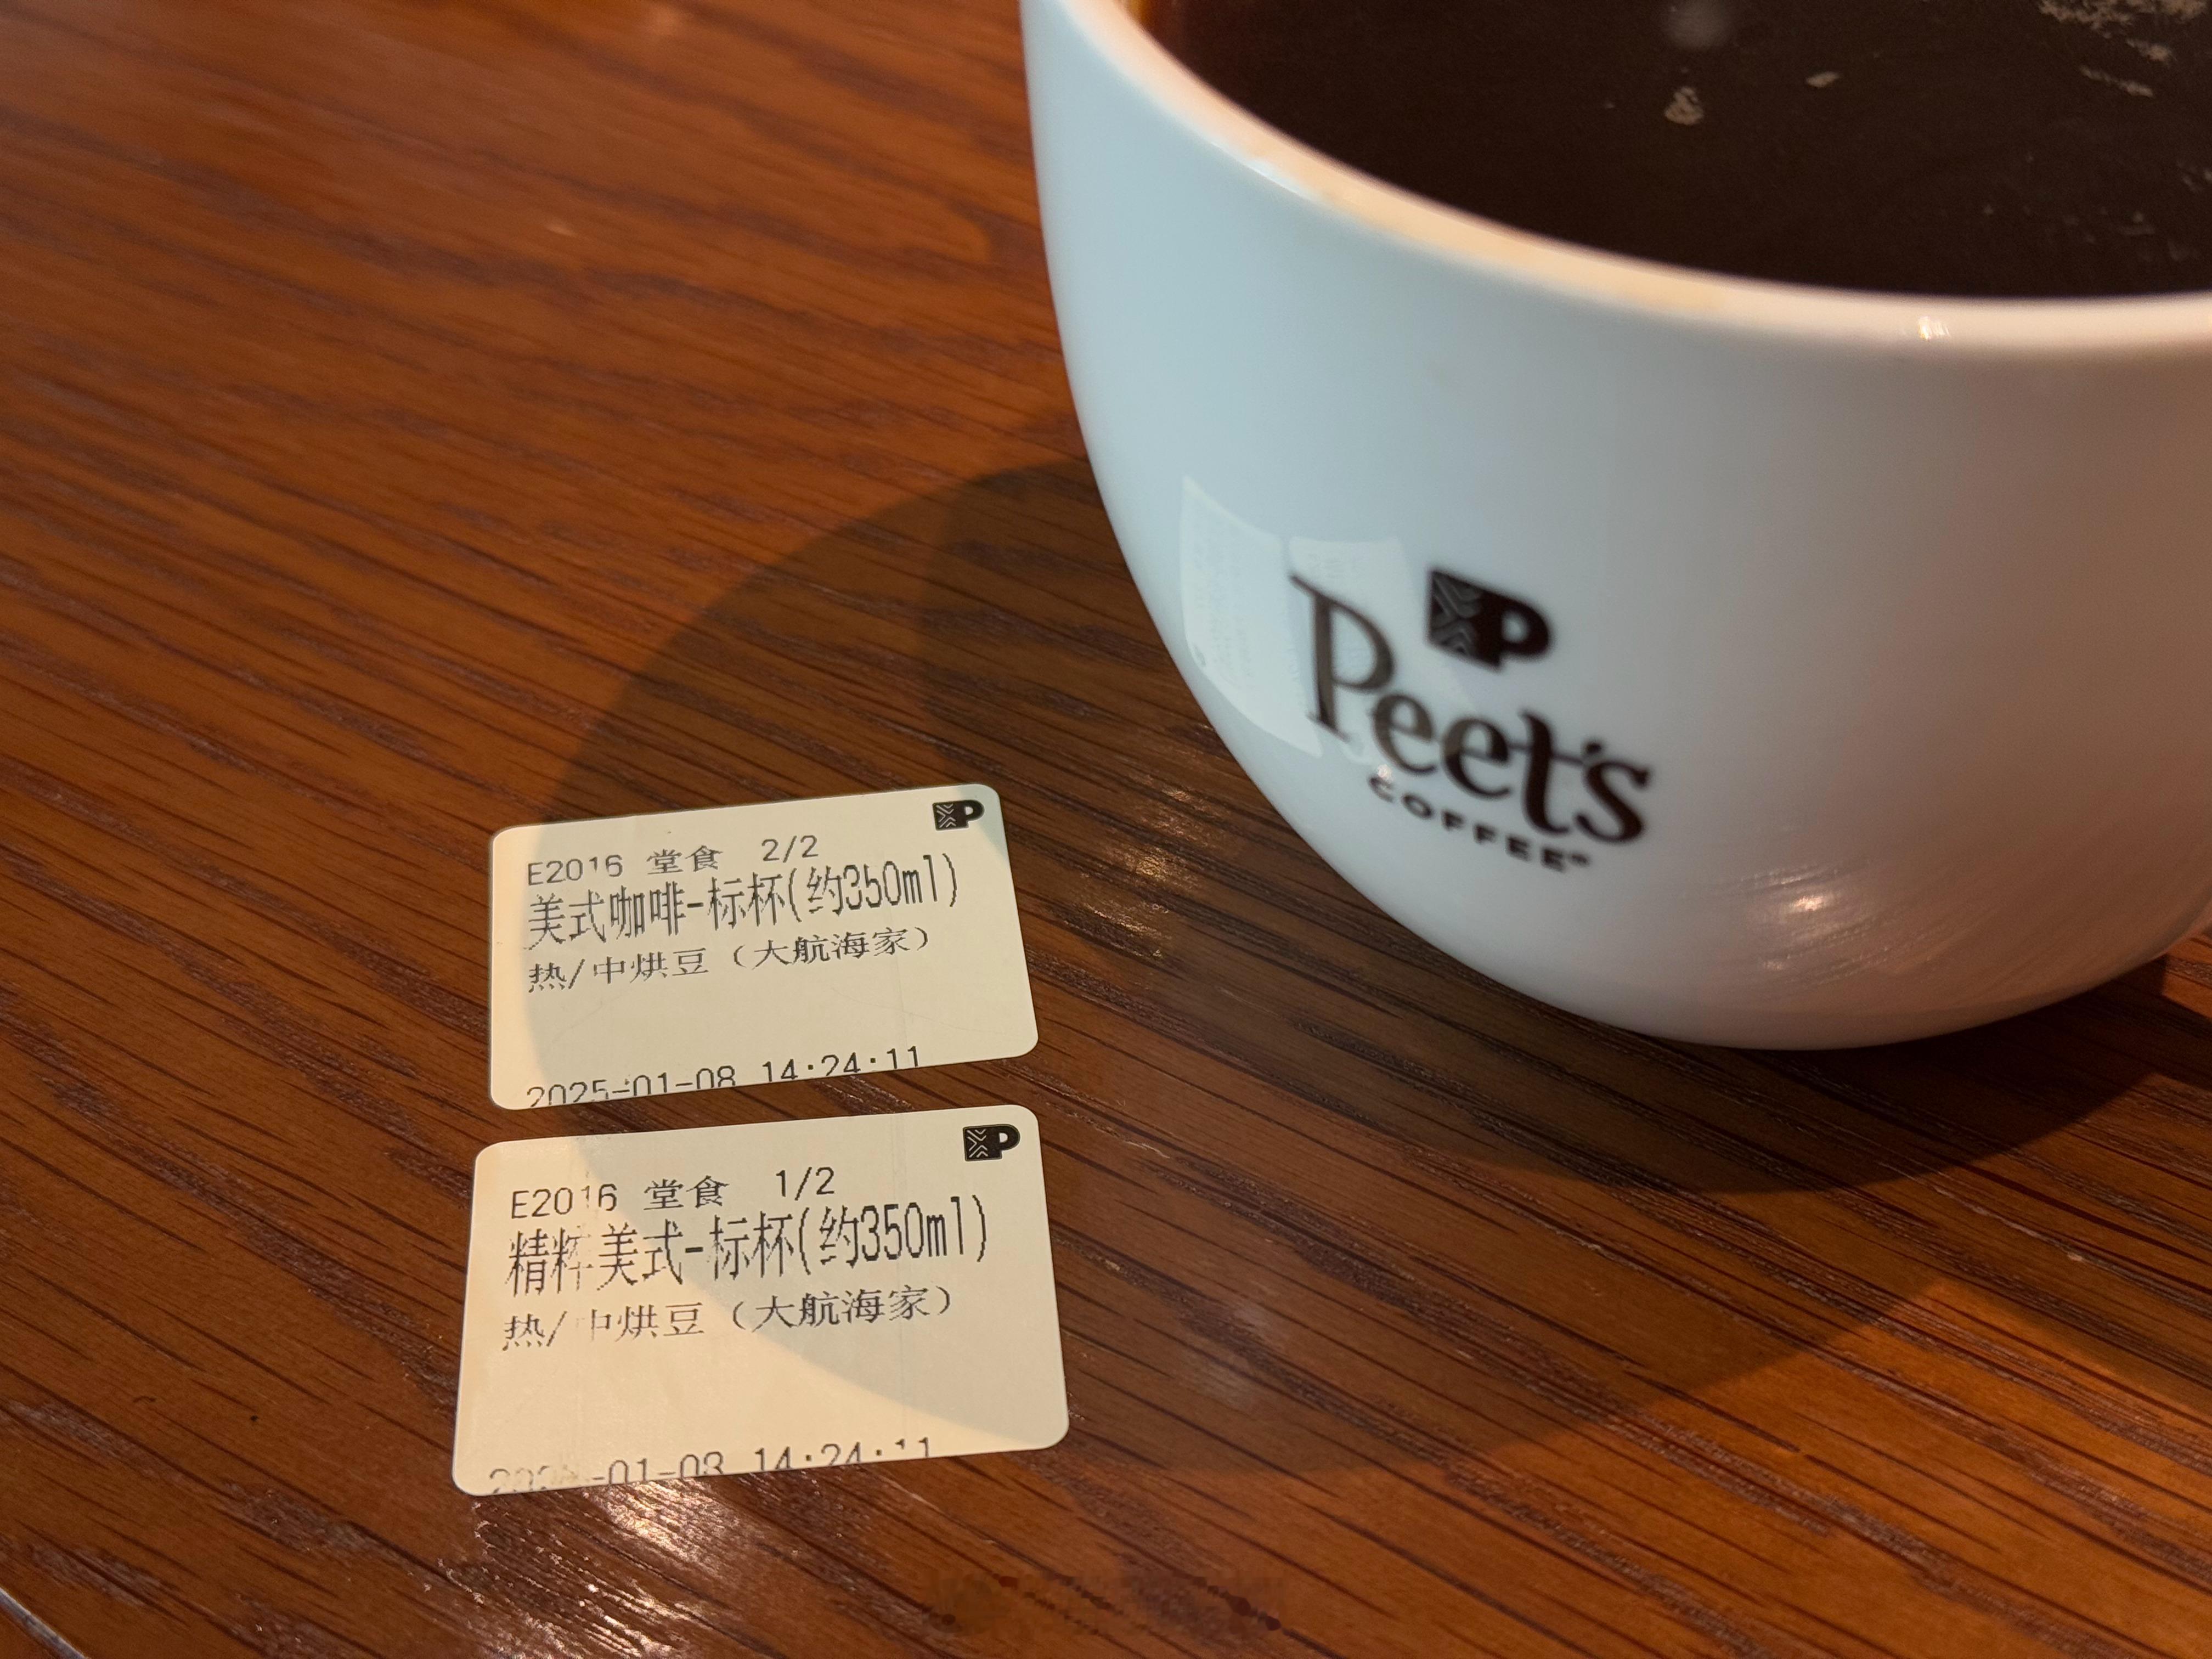 Peet's
COFFEE®
E2016 堂食 2/2
美式咖啡-标杯(约350ml)
热/中烘豆（大航海家）
2025-01-08 14:24:11
E2016 堂食 1/2
精粹美式-标杯(约350ml)
热/中烘豆（大航海家）
-01-08 14:24:11